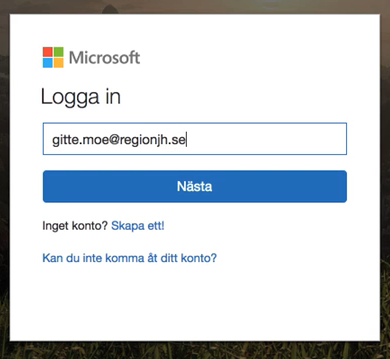 Microsoft
Logga in
gitte.moe@regionjh.se
Nästa
Inget konto? Skapa ett!
Kan du inte komma åt ditt konto?